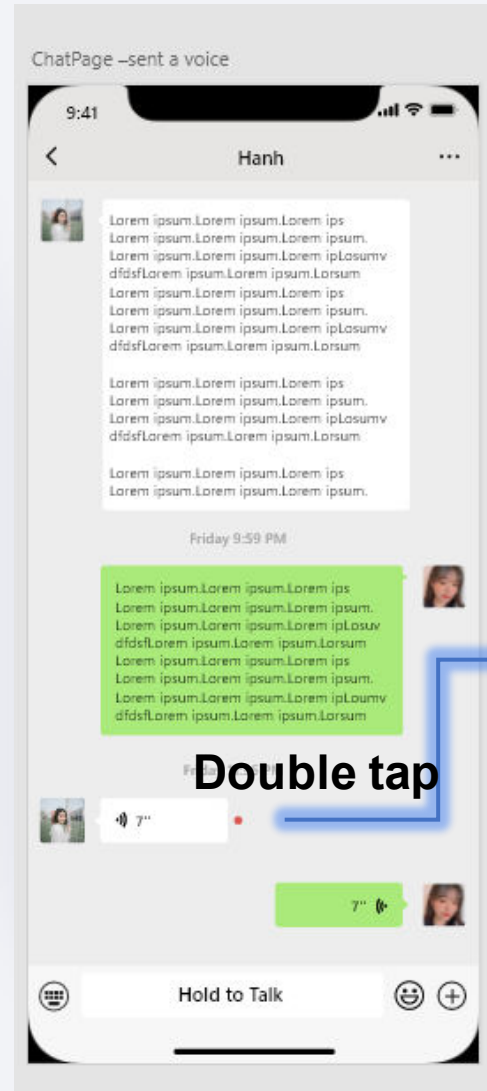 ChatPage –sent a voice
9:41
Hanh
Lorem ipsum.Lorem ipsum.Lorem ips
Lorem ipsum.Lorem ipsum.Lorem ipsum.
Lorem ipsum.Lorem ipsum.Lorem ipLosumv
dfdsfLorem ipsum.Lorem ipsum.Lorsum
Lorem ipsum.Lorem ipsum.Lorem ips
Lorem ipsum.Lorem ipsum.Lorem ipsum.
Lorem ipsum.Lorem ipsum.Lorem ipLosumv
dfdsfLorem ipsum.Lorem ipsum.Lorsum
Lorem ipsum.Lorem ipsum.Lorem ips
Lorem ipsum.Lorem ipsum.Lorem ipsum.
Lorem ipsum.Lorem ipsum.Lorem ipLosumv
dfdsfLorem ipsum.Lorem ipsum.Lorsum
Lorem ipsum.Lorem ipsum.Lorem ips
Lorem ipsum.Lorem ipsum.Lorem ipsum.
Friday 9:59 PM
Lorem ipsum.Lorem ipsum.Lorem ips
Lorem ipsum.Lorem ipsum.Lorem ipsum.
Lorem ipsum.Lorem ipsum.Lorem ipLosuv
dfdsfLorem ipsum.Lorem ipsum.Lorsum
Lorem ipsum.Lorem ipsum.Lorem ips
Lorem ipsum.Lorem ipsum.Lorem ipsum.
Lorem ipsum.Lorem ipsum.Lorem ipLoumv
dfdsfLorem ipsum.Lorem ipsum.Lorsum
Double tap
7"
7"
Hold to Talk